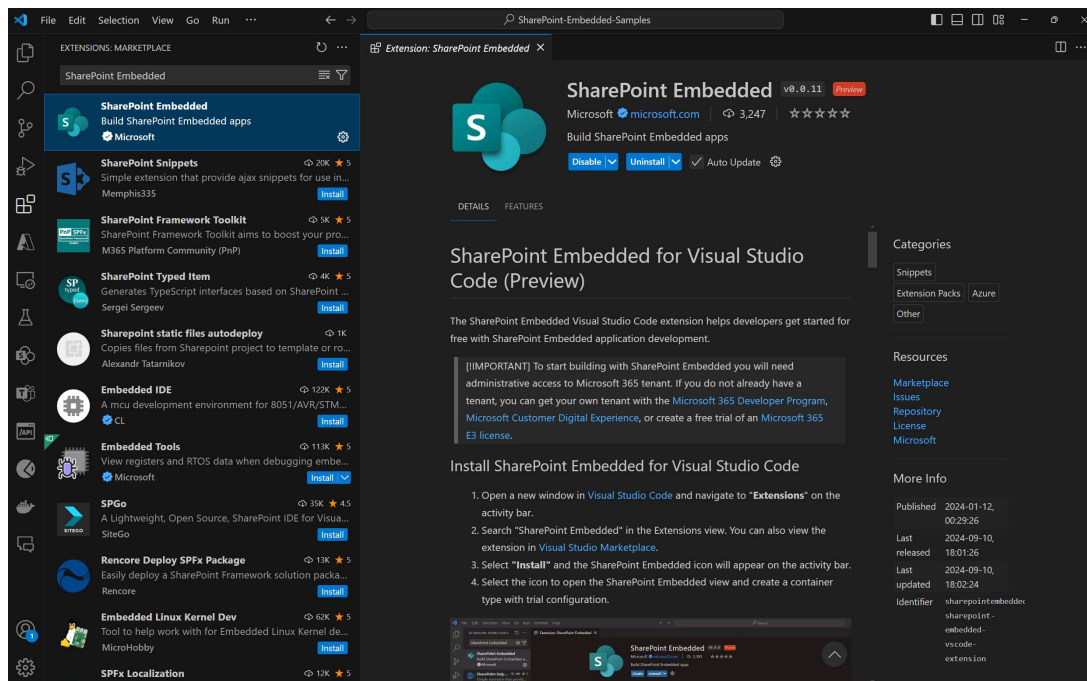 File Edit Selection View Go Run ···
SharePoint-Embedded-Samples
EXTENSIONS: MARKETPLACE
SharePoint Embedded
SharePoint Embedded
Build SharePoint Embedded apps
Microsoft
SharePoint Snippets 20K ★ 5
Simple extension that provide ajax snippets for use in...
Memphis335 Install
SharePoint Framework Toolkit 5K ★ 5
SharePoint Framework Toolkit aims to boost your pro...
M365 Platform Community (PnP) Install
SharePoint Typed Item 4K ★ 5
Generates TypeScript interfaces based on SharePoint ...
Sergei Sergeev Install
Sharepoint static files autodeploy 1K
Copies files from Sharepoint project to template or ro...
Alexandr Tatarnikov Install
Embedded IDE 122K ★ 5
A mcu development environment for 8051/AVR/STM...
CL Install
Embedded Tools 113K ★ 5
View registers and RTOS data when debugging embe...
Microsoft Install
SPGo 35K ★ 4.5
A Lightweight, Open Source, SharePoint IDE for Visua...
SiteGo Install
Rencore Deploy SPFx Package 13K ★ 5
Easily deploy a SharePoint Framework solution packa...
Rencore Install
Embedded Linux Kernel Dev 62K ★ 5
Tool to help work with for Embedded Linux Kernel de...
MicroHobby Install
SPFx Localization 12K ★ 5
Extension: SharePoint Embedded
SharePoint Embedded v0.0.11 Preview
Microsoft microsoft.com 3,247
Build SharePoint Embedded apps
Disable Uninstall Auto Update
DETAILS FEATURES
SharePoint Embedded for Visual Studio
Code (Preview)
The SharePoint Embedded Visual Studio Code extension helps developers get started for
free with SharePoint Embedded application development.
[!IMPORTANT] To start building with SharePoint Embedded you will need
administrative access to Microsoft 365 tenant. If you do not already have a
tenant, you can get your own tenant with the Microsoft 365 Developer Program,
Microsoft Customer Digital Experience, or create a free trial of an Microsoft 365
E3 license.
Install SharePoint Embedded for Visual Studio Code
1. Open a new window in Visual Studio Code and navigate to "Extensions" on the
activity bar.
2. Search "SharePoint Embedded" in the Extensions view. You can also view the
extension in Visual Studio Marketplace.
3. Select "Install" and the SharePoint Embedded icon will appear on the activity bar.
4. Select the icon to open the SharePoint Embedded view and create a container
type with trial configuration.
SharePoint Embedded
Categories
Snippets
Extension Packs Azure
Other
Resources
Marketplace
Issues
Repository
License
Microsoft
More Info
Published 2024-01-12,
00:29:26
Last 2024-09-10,
released 18:01:26
Last 2024-09-10,
updated 18:02:24
Identifier sharepointembedded
sharepoint-
embedded-
vscode-
extension